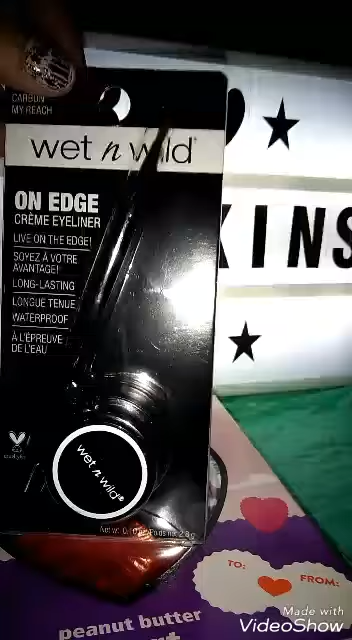 CARBON
MY REACH
wet n wild®
ON EDGE
CRÈME EYELINER
LIVE ON THE EDGE!
SOYEZ À VOTRE
AVANTAGE!
LONG-LASTING
LONGUE TENUE
WATERPROOF
À L'ÉPREUVE
DE L'EAU
wet n wild®
KINS
TO:
FROM:
peanut butter
Made with
VideoShow